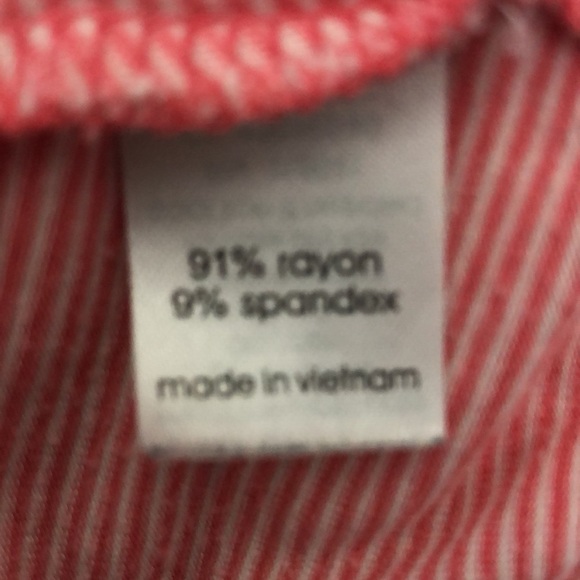 91% rayon
9% spandex
made in vietnam